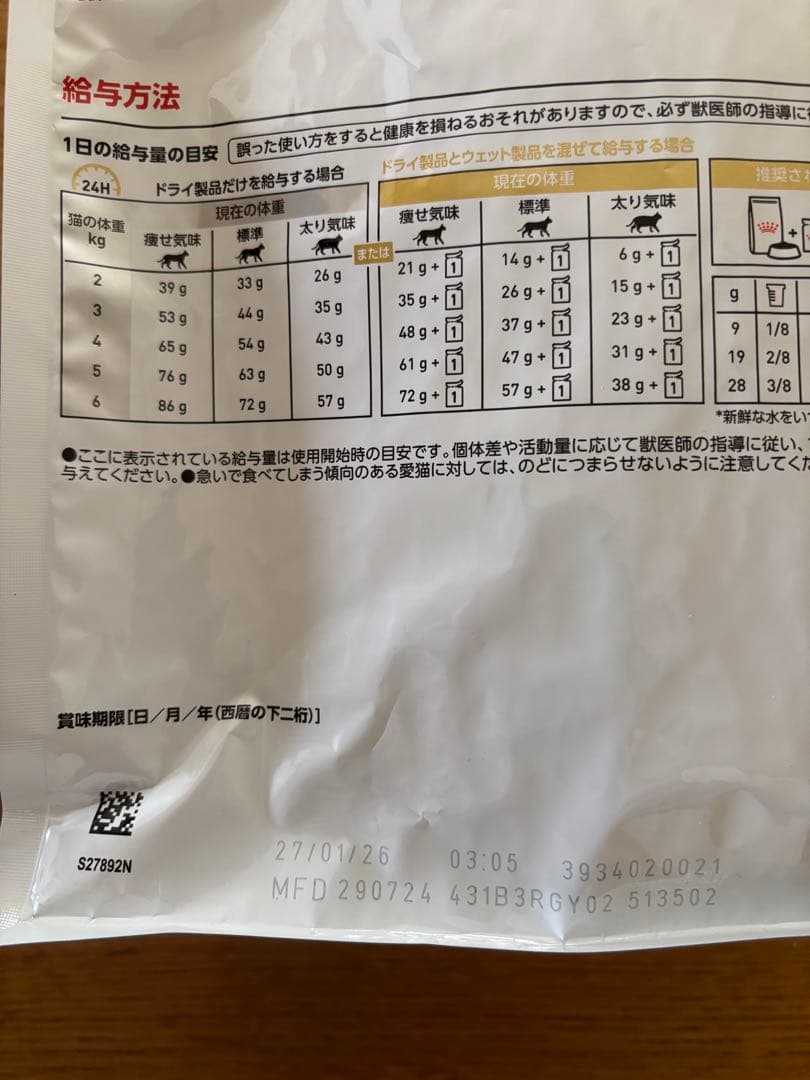 給与方法
1日の給与量の目安 誤った使い方をすると健康を損ねるおそれがありますので、必ず獣医師の指導に
24H ドライ製品だけを給与する場合
猫の体重 kg 現在の体重
痩せ気味 標準 太り気味
2 39 g 33 g 26 g
3 53 g 44 g 35 g
4 65 g 54 g 43 g
5 76 g 63 g 50 g
6 86 g 72 g 57 g
または
ドライ製品とウェット製品を混ぜて給与する場合
現在の体重
痩せ気味 標準 太り気味
21 g + 1 14 g + 1 6 g + 1
35 g + 1 26 g + 1 15 g + 1
48 g + 1 37 g + 1 23 g + 1
61 g + 1 47 g + 1 31 g + 1
72 g + 1 57 g + 1 38 g + 1
推奨さ
+
g
9 1/8
19 2/8
28 3/8
*新鮮な水をい
●ここに表示されている給与量は使用開始時の目安です。個体差や活動量に応じて獣医師の指導に従い、
与えてください。●急いで食べてしまう傾向のある愛猫に対しては、のどにつまらせないように注意してくだ
賞味期限[日/月/年(西暦の下二桁)]
S27892N
27/01/26 03:05 3934020021
MFD 290724 431B3RGY02 513502